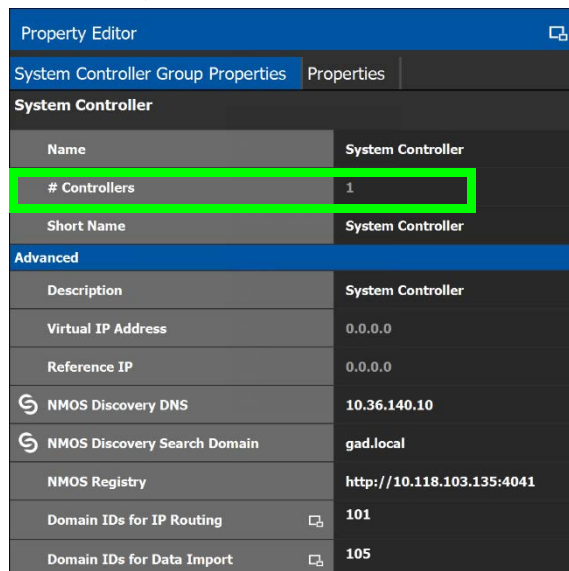 Property Editor
System Controller Group Properties Properties
System Controller
Name System Controller
# Controllers 1
Short Name System Controller
Advanced
Description System Controller
Virtual IP Address 0.0.0.0
Reference IP 0.0.0.0
NMOS Discovery DNS 10.36.140.10
NMOS Discovery Search Domain gad.local
NMOS Registry http://10.118.103.135:4041
Domain IDs for IP Routing 101
Domain IDs for Data Import 105